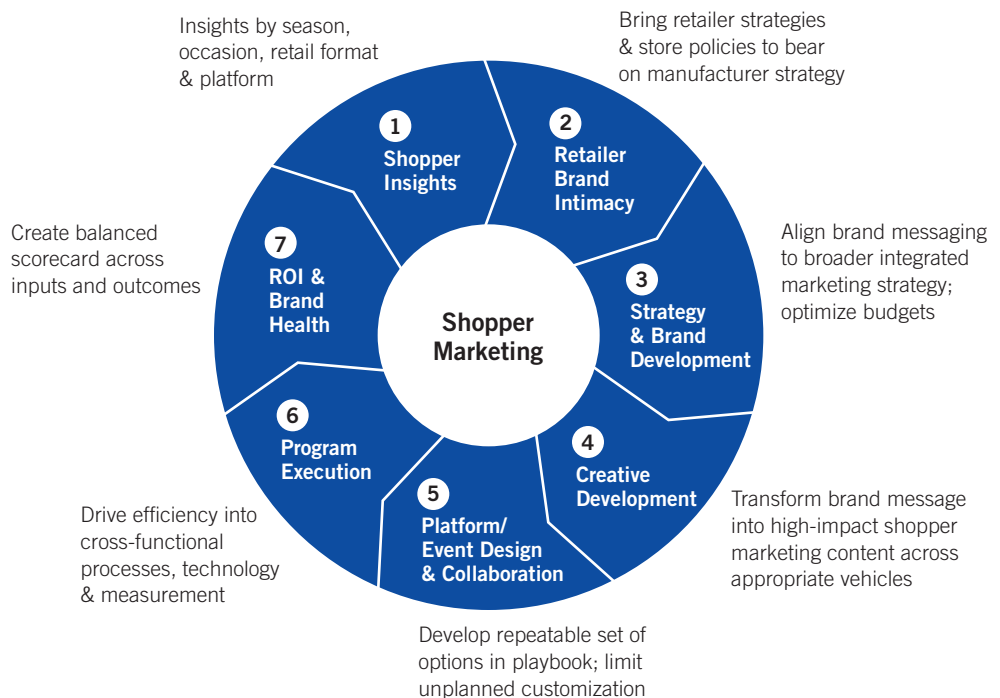 Insights by season,
occasion, retail format
& platform
Bring retailer strategies
& store policies to bear
on manufacturer strategy
1
Shopper
Insights
2
Retailer
Brand
Intimacy
Create balanced
scorecard across
inputs and outcomes
7
ROI &
Brand
Health
Shopper
Marketing
3
Strategy
& Brand
Development
Align brand messaging
to broader integrated
marketing strategy;
optimize budgets
6
Program
Execution
4
Creative
Development
5
Platform/
Event Design
& Collaboration
Drive efficiency into
cross-functional
processes, technology
& measurement
Transform brand message
into high-impact shopper
marketing content across
appropriate vehicles
Develop repeatable set of
options in playbook; limit
unplanned customization